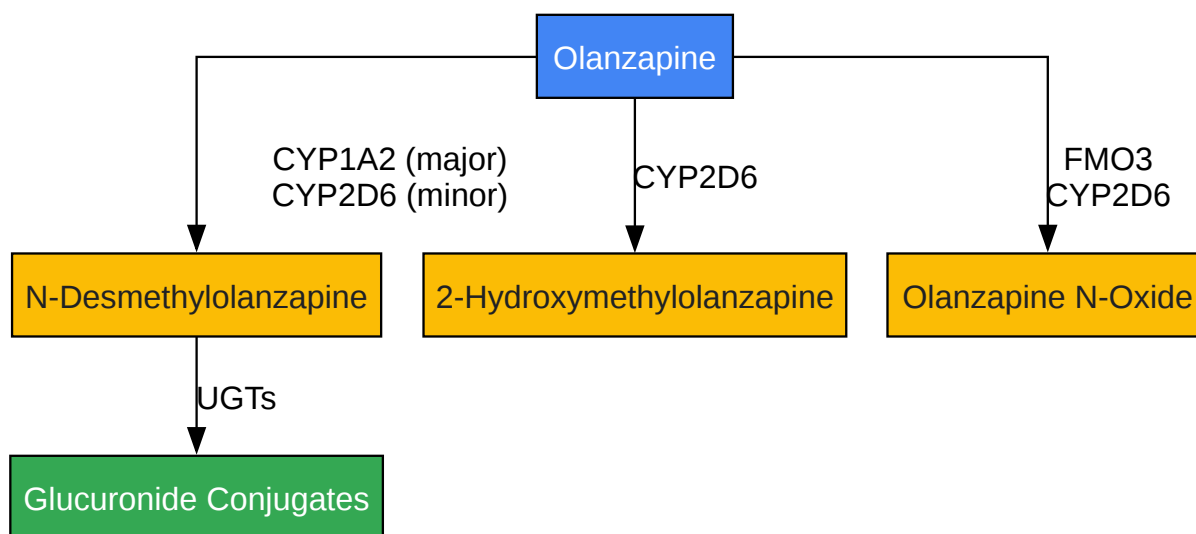 Olanzapine
CYP1A2 (major)
CYP2D6 (minor)
CYP2D6
FMO3
CYP2D6
N-Desmethylolanzapine
2-Hydroxymethylolanzapine
Olanzapine N-Oxide
UGTs
Glucuronide Conjugates